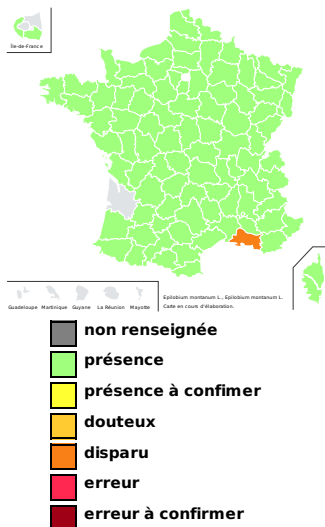 Île-de-France
Guadeloupe Martinique Guyane La Réunion Mayotte
Epilobium montanum L., Epilobium montanum L.
Carte en cours d'élaboration.
non renseignée
présence
présence à confimer
douteux
disparu
erreur
erreur à confirmer